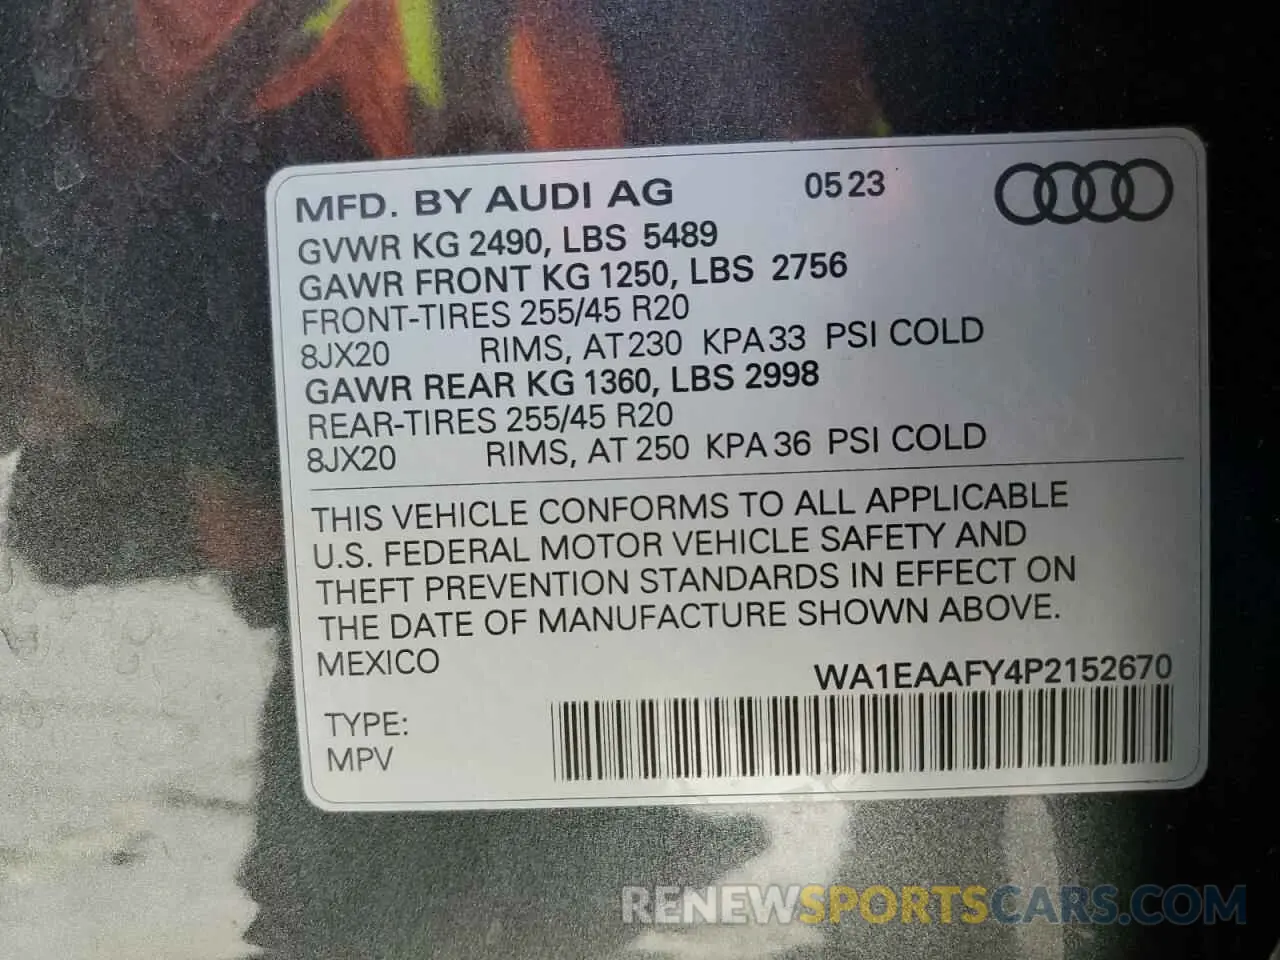 MFD. BY AUDI AG 05 23
GVWR KG 2490, LBS 5489
GAWR FRONT KG 1250, LBS 2756
FRONT-TIRES 255/45 R20
8JX20 RIMS, AT 230 KPA 33 PSI COLD
GAWR REAR KG 1360, LBS 2998
REAR-TIRES 255/45 R20
8JX20 RIMS, AT 250 KPA 36 PSI COLD
THIS VEHICLE CONFORMS TO ALL APPLICABLE
U.S. FEDERAL MOTOR VEHICLE SAFETY AND
THEFT PREVENTION STANDARDS IN EFFECT ON
THE DATE OF MANUFACTURE SHOWN ABOVE.
MEXICO
WA1EAAFY4P2152670
TYPE:
MPV
RENEWSPORTSCARS.COM